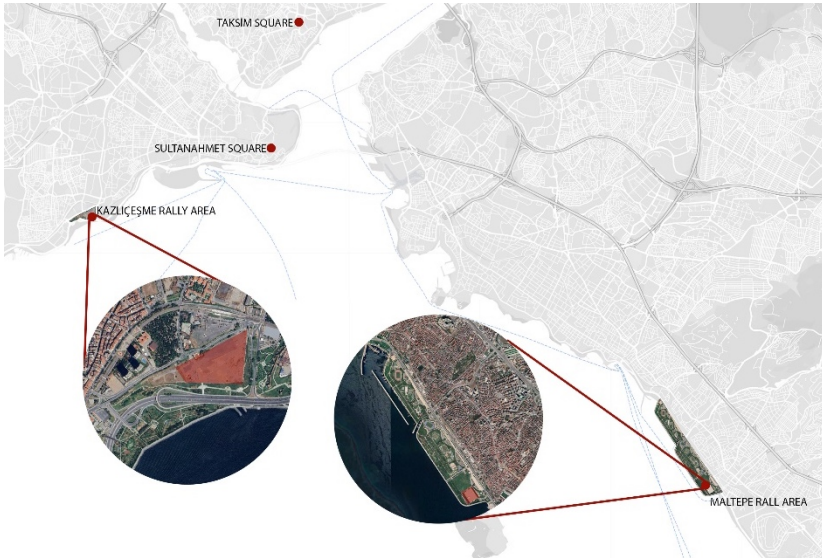 TAKSIM SQUARE
SULTANAHMET SQUARE
KAZLIÇEŞME RALLY AREA
MALTEPE RALL AREA